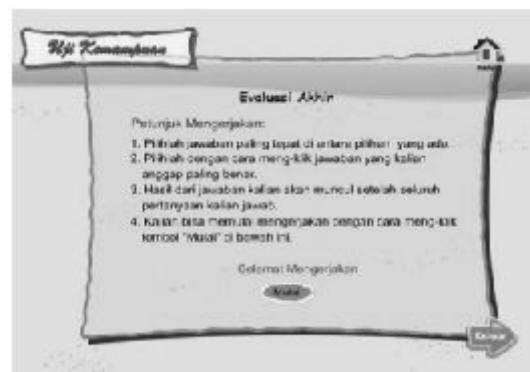 Uji Kemampuan
Evaluasi Akhir
Petunjuk Mengerjakan:
1. Pilihlah jawaban paling tepat di antara pilihan yang ada.
2. Pilihlah dengan cara meng-klik jawaban yang kalian
anggap paling benar.
3. Hasil dari jawaban kalian akan muncul setelah seluruh
pertanyaan kalian jawab.
4. Kalian bisa memulai mengerjakan dengan cara meng-klik
tombol "Mulai" di bawah ini.
Selamat Mengerjakan
Mulai
Keluar